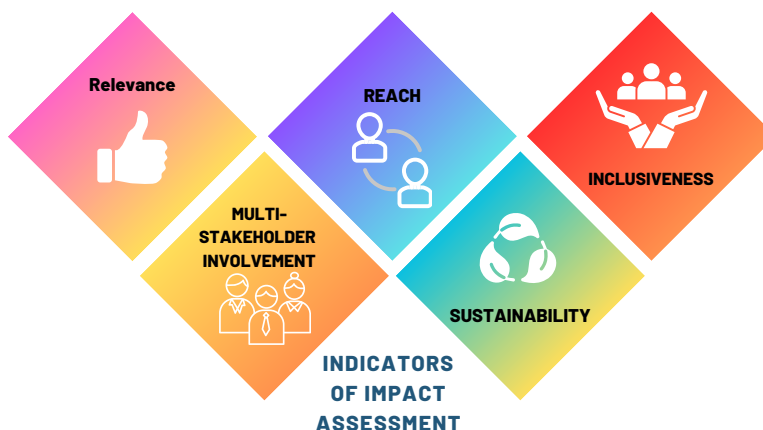 Relevance
REACH
INCLUSIVENESS
MULTI-
STAKEHOLDER
INVOLVEMENT
SUSTAINABILITY
INDICATORS
OF IMPACT
ASSESSMENT